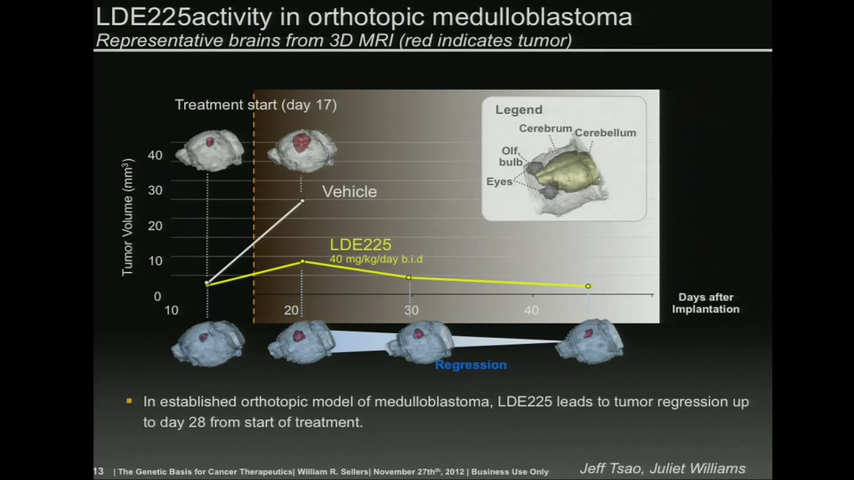 LDE225activity in orthotopic medulloblastoma
Representative brains from 3D MRI (red indicates tumor)
Treatment start (day 17)
Legend
Cerebrum
Cerebellum
Olf.
bulb
Eyes
Tumor Volume (mm³)
40
30
20
10
0
Vehicle
LDE225
40 mg/kg/day b.i.d
10
20
30
40
Days after
Implantation
Regression
In established orthotopic model of medulloblastoma, LDE225 leads to tumor regression up
to day 28 from start of treatment.
13 | The Genetic Basis for Cancer Therapeutics| William R. Sellers| November 27th, 2012 | Business Use Only
Jeff Tsao, Juliet Williams